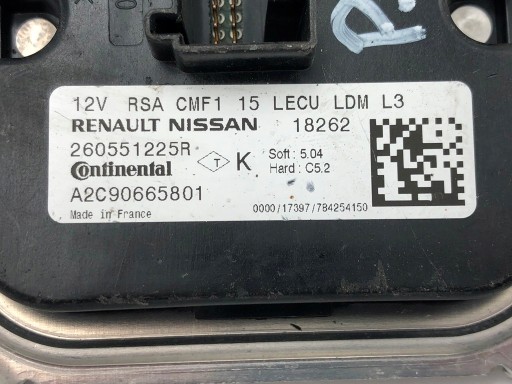 12V RSA CMF1 15 LECU LDM L3
RENAULT NISSAN 18262
260551225R
Continental T K Soft : 5.04
Hard : C5.2
A2C90665801
Made in France 0000/17397/784254150